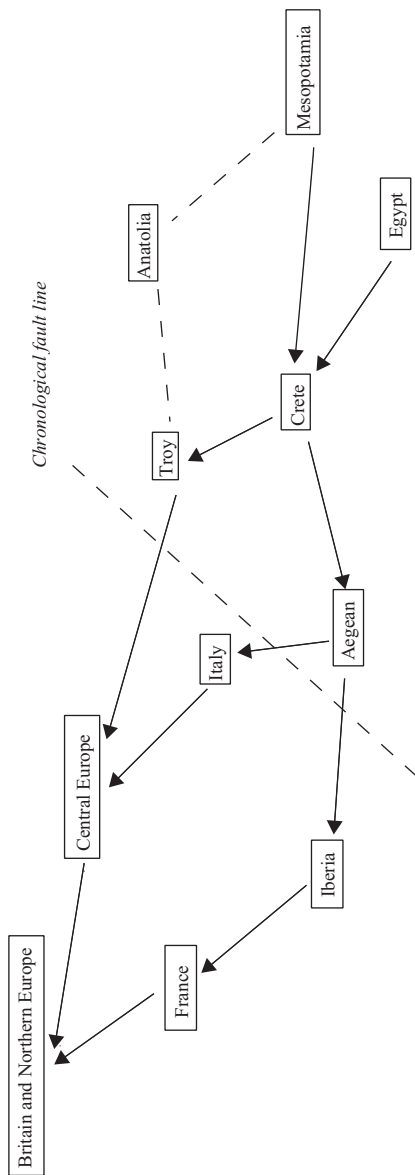 Britain and Northern Europe
Central Europe
France
Italy
Iberia
Chronological fault line
Troy
Aegean
Anatolia
Crete
Mesopotamia
Egypt